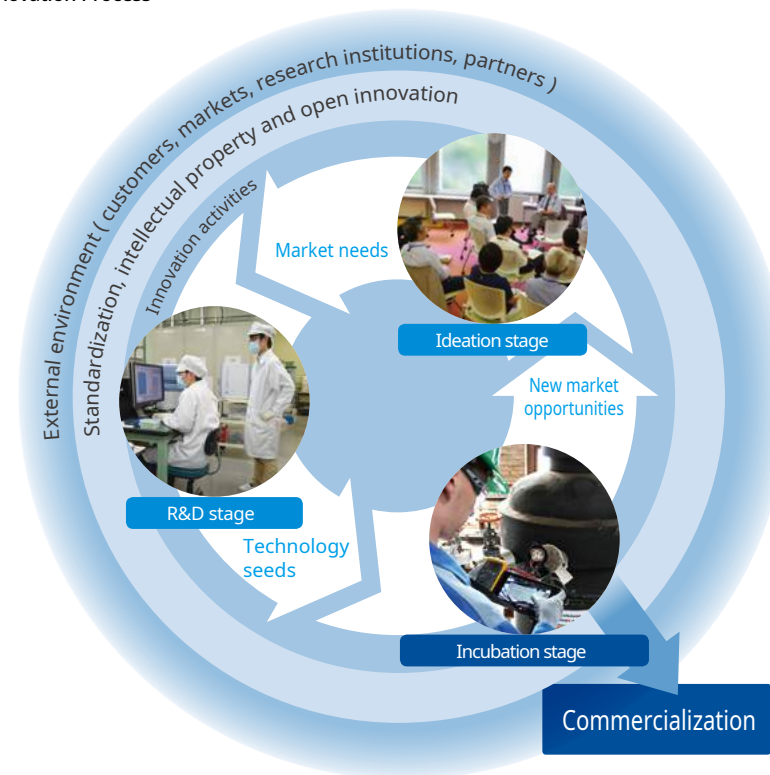 External environment ( customers, markets, research institutions, partners )
Standardization, intellectual property and open innovation
Innovation activities
Market needs
Ideation stage
New market
opportunities
R&D stage
Technology
seeds
Incubation stage
Commercialization